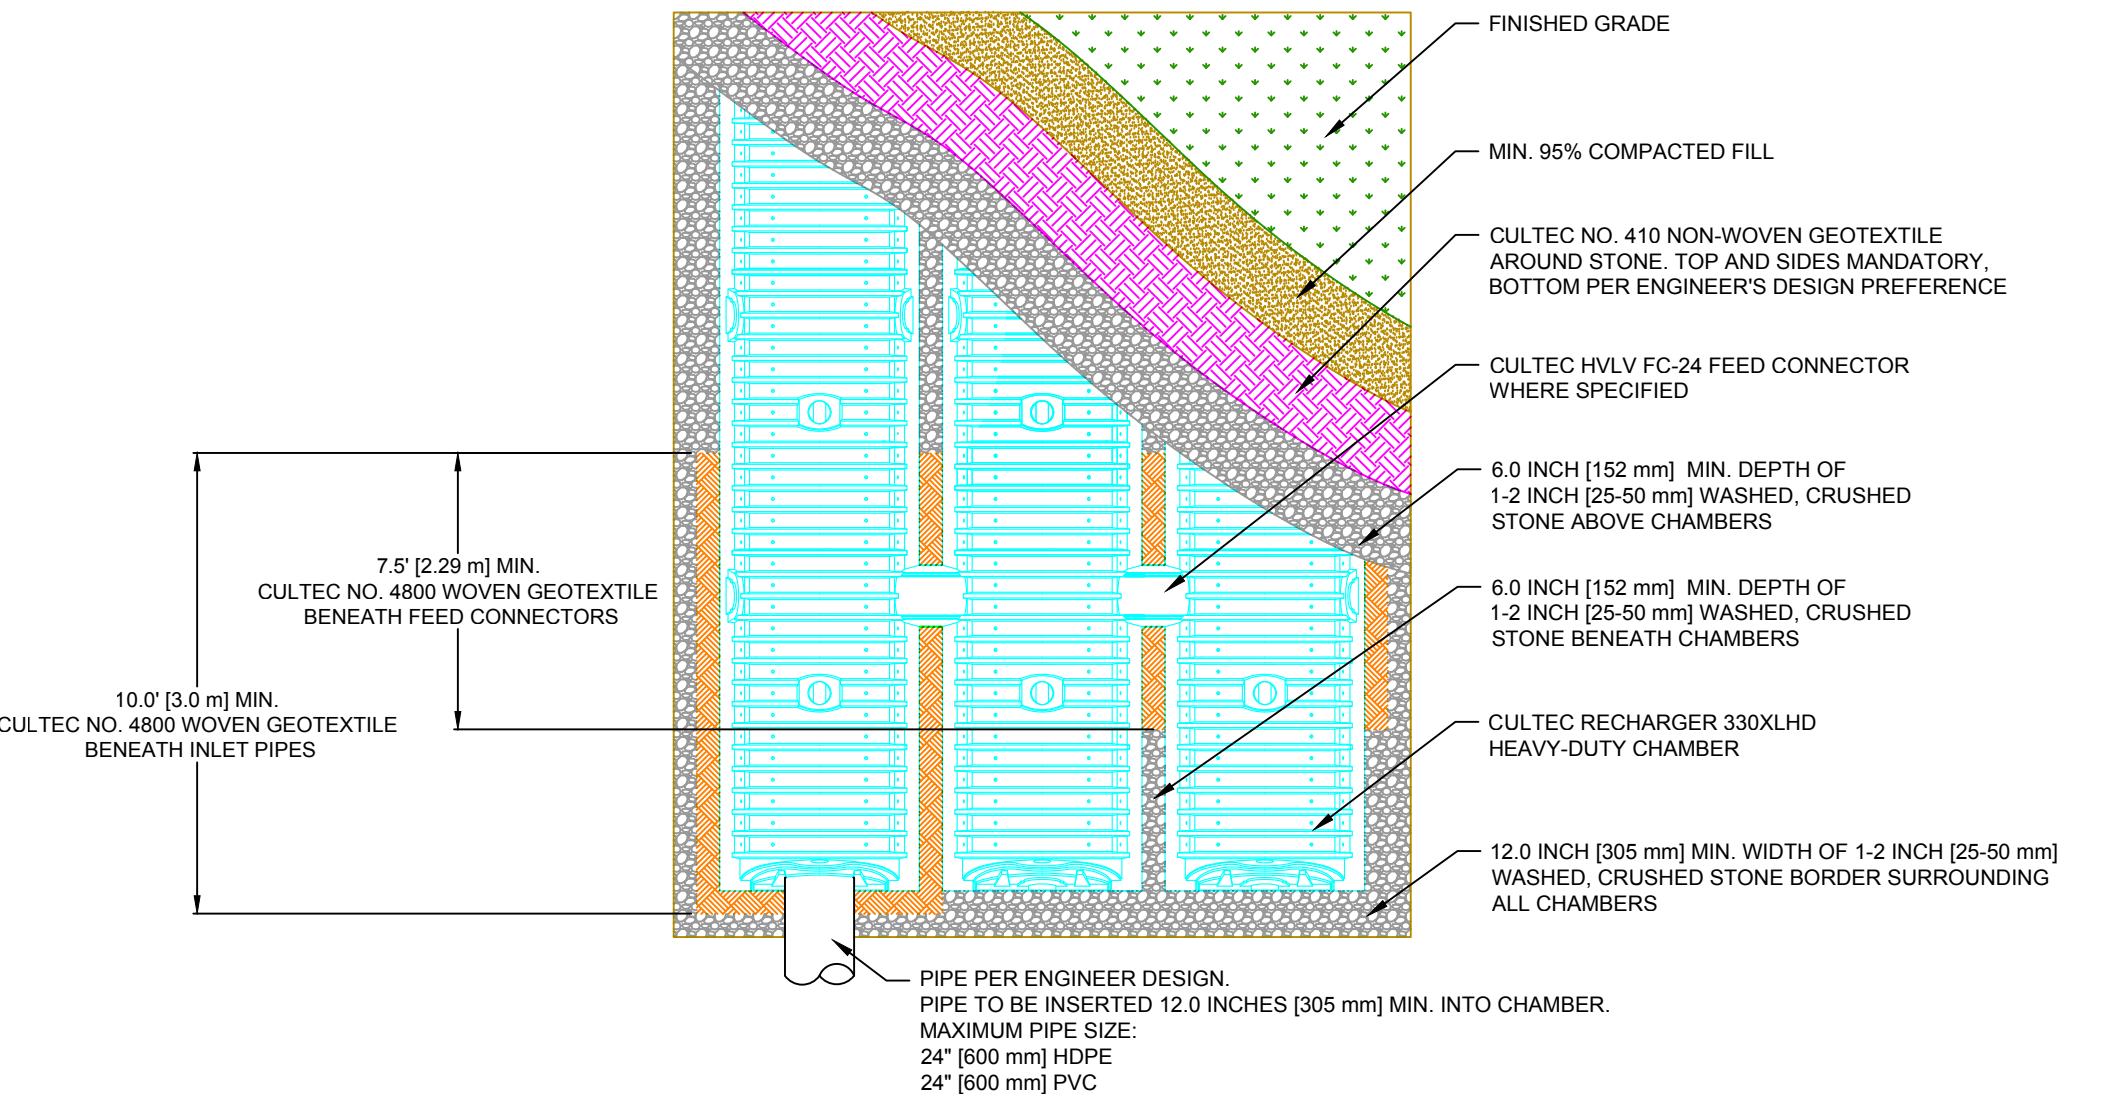 FINISHED GRADE
MIN. 95% COMPACTED FILL
CULTEC NO. 410 NON-WOVEN GEOTEXTILE
AROUND STONE. TOP AND SIDES MANDATORY,
BOTTOM PER ENGINEER'S DESIGN PREFERENCE
CULTEC HVLV FC-24 FEED CONNECTOR
WHERE SPECIFIED
6.0 INCH [152 mm] MIN. DEPTH OF
1-2 INCH [25-50 mm] WASHED, CRUSHED
STONE ABOVE CHAMBERS
7.5' [2.29 m] MIN.
CULTEC NO. 4800 WOVEN GEOTEXTILE
BENEATH FEED CONNECTORS
6.0 INCH [152 mm] MIN. DEPTH OF
1-2 INCH [25-50 mm] WASHED, CRUSHED
STONE BENEATH CHAMBERS
10.0' [3.0 m] MIN.
CULTEC NO. 4800 WOVEN GEOTEXTILE
BENEATH INLET PIPES
CULTEC RECHARGER 330XLHD
HEAVY-DUTY CHAMBER
12.0 INCH [305 mm] MIN. WIDTH OF 1-2 INCH [25-50 mm]
WASHED, CRUSHED STONE BORDER SURROUNDING
ALL CHAMBERS
PIPE PER ENGINEER DESIGN.
PIPE TO BE INSERTED 12.0 INCHES [305 mm] MIN. INTO CHAMBER.
MAXIMUM PIPE SIZE:
24" [600 mm] HDPE
24" [600 mm] PVC